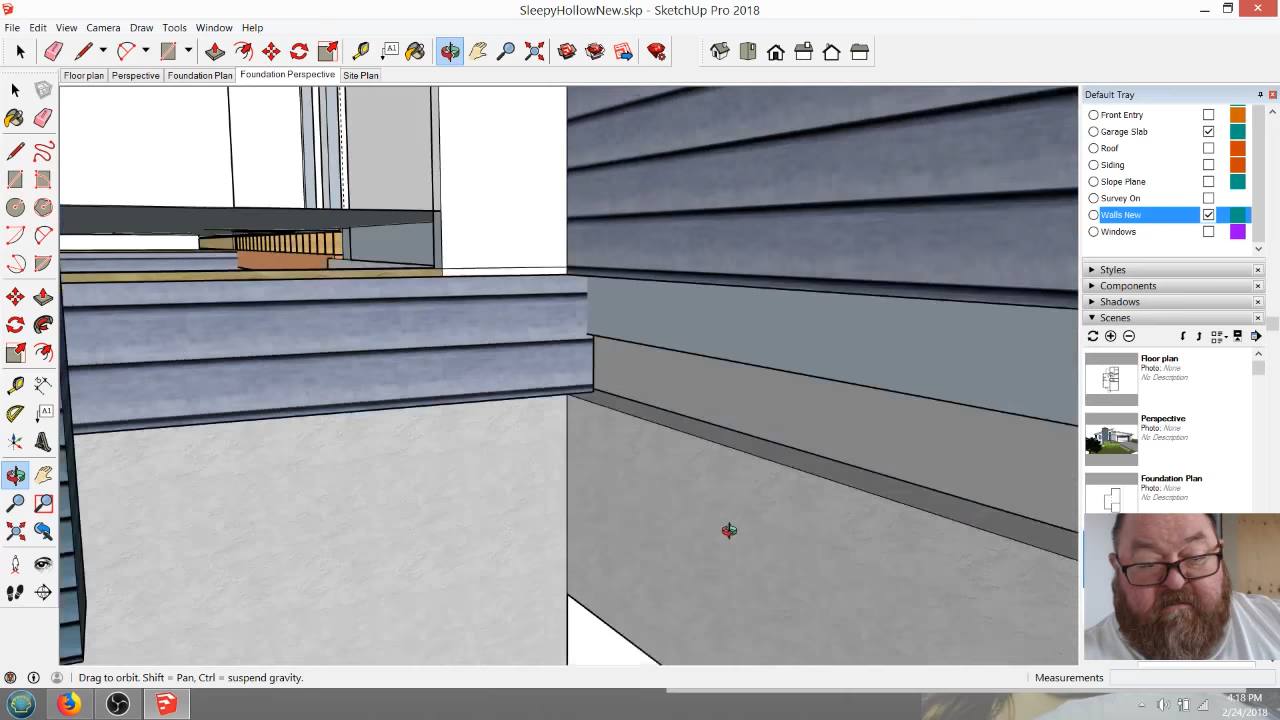 SleepyHollowNew.skp - SketchUp Pro 2018
File Edit View Camera Draw Tools Window Help
A1
Floor plan Perspective Foundation Plan Foundation Perspective Site Plan
Default Tray
Front Entry
Garage Slab
Roof
Siding
Slope Plane
Survey On
Walls New
Windows
Styles
Components
Shadows
Scenes
Floor plan
Photo: None
No Description
Perspective
Photo: None
No Description
Foundation Plan
Photo: None
No Description
A1
Drag to orbit. Shift = Pan, Ctrl = suspend gravity.
Measurements
4:18 PM
2/24/2018